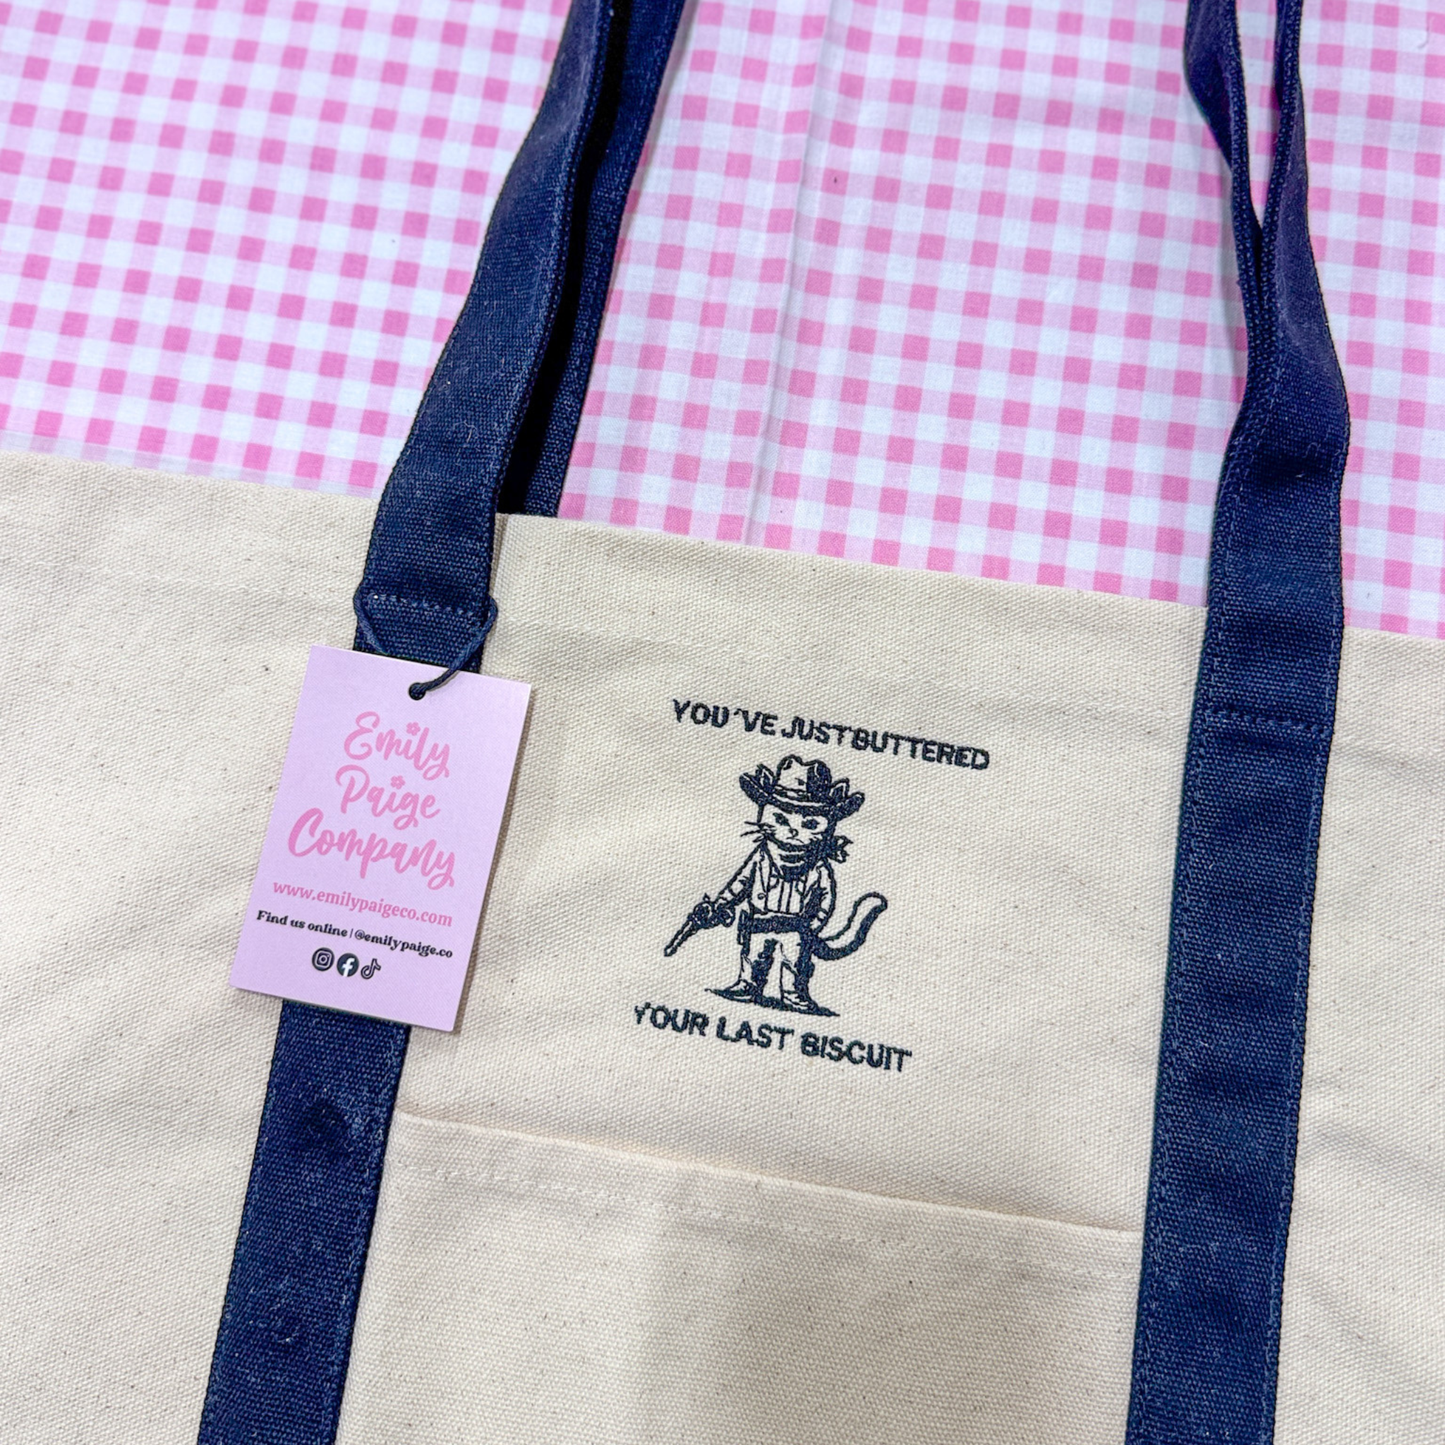 Emily
Paige
Company
www.emilypaigeco.com
Find us online | @emilypaige.co
YOU'VE JUST BUTTERED
YOUR LAST BISCUIT